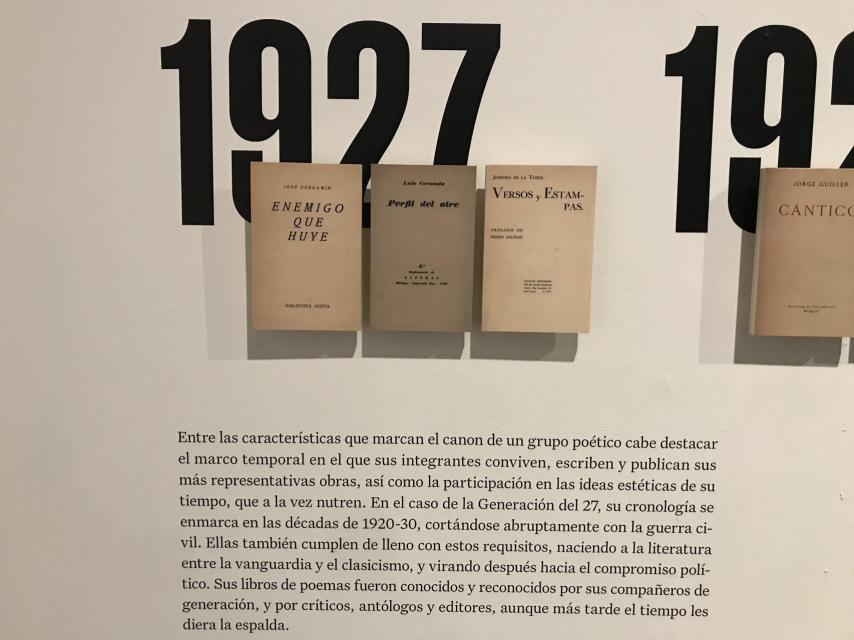 1927
192
JOSÉ BERGAMÍN
ENEMIGO
QUE
HUYE
BIBLIOTECA NUEVA
Luis Cernuda
Perfil del aire
4º
Suplemento de
LITORAL
JOSEFINA DE LA TORRE
VERSOS y ESTAM-
PAS.
PRÓLOGO DE
PEDRO SALINAS
JORGE GUILLÉN
CÁNTICO
Entre las características que marcan el canon de un grupo poético cabe destacar
el marco temporal en el que sus integrantes conviven, escriben y publican sus
más representativas obras, así como la participación en las ideas estéticas de su
tiempo, que a la vez nutren. En el caso de la Generación del 27, su cronología se
enmarca en las décadas de 1920-30, cortándose abruptamente con la guerra ci-
vil. Ellas también cumplen de lleno con estos requisitos, naciendo a la literatura
entre la vanguardia y el clasicismo, y virando después hacia el compromiso polí-
tico. Sus libros de poemas fueron conocidos y reconocidos por sus compañeros de
generación, y por críticos, antólogos y editores, aunque más tarde el tiempo les
diera la espalda.